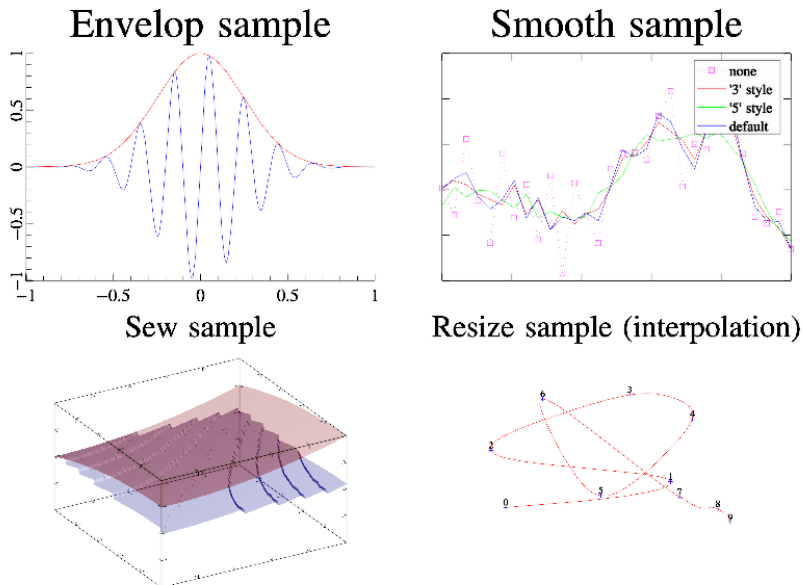 Envelop sample
1
0.5
0
−0.5
−1
−1
−0.5
0
0.5
1
Smooth sample
none
'3' style
'5' style
default
Sew sample
Resize sample (interpolation)
6
3
4
2
1
5
7
0
8
9